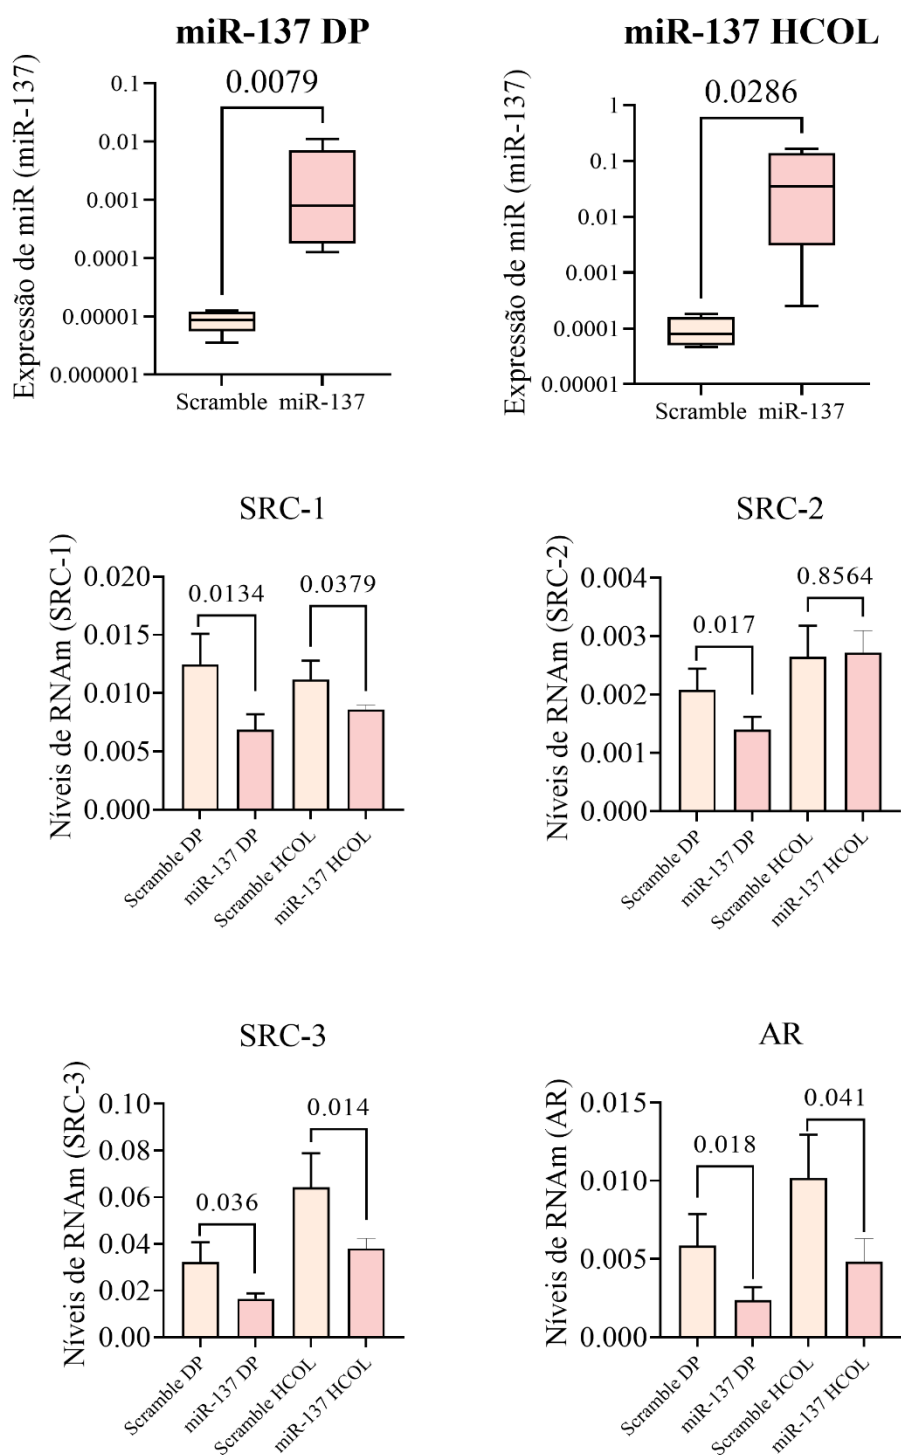 miR-137 DP
Expressão de miR (miR-137)
0.0079
0.1
0.01
0.001
0.0001
0.00001
0.000001
Scramble miR-137
miR-137 HCOL
Expressão de miR (miR-137)
0.0286
1
0.1
0.01
0.001
0.0001
0.00001
Scramble miR-137
SRC-1
Níveis de RNAm (SRC-1)
0.020
0.015
0.010
0.005
0.000
0.0134
0.0379
Scramble DP
miR-137 DP
Scramble HCOL
miR-137 HCOL
SRC-2
Níveis de RNAm (SRC-2)
0.004
0.003
0.002
0.001
0.000
0.017
0.8564
Scramble DP
miR-137 DP
Scramble HCOL
miR-137 HCOL
SRC-3
Níveis de RNAm (SRC-3)
0.10
0.08
0.06
0.04
0.02
0.00
0.036
0.014
Scramble DP
miR-137 DP
Scramble HCOL
miR-137 HCOL
AR
Níveis de RNAm (AR)
0.015
0.010
0.005
0.000
0.018
0.041
Scramble DP
miR-137 DP
Scramble HCOL
miR-137 HCOL